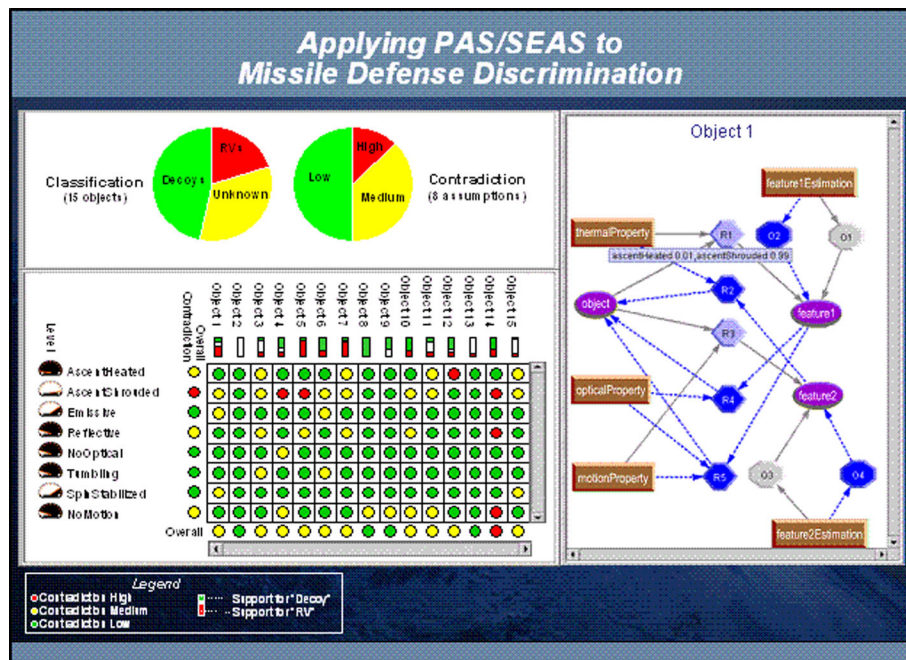 Applying PAS/SEAS to
Missile Defense Discrimination
Classification
(15 objects)
Decoys
RVs
Unknown
Low
High
Medium
Contradiction
(8 assumptions)
Level
Contradiction
Overall
Object 1
Object 2
Object 3
Object 4
Object 5
Object 6
Object 7
Object 8
Object 9
Object 10
Object 11
Object 12
Object 13
Object 14
Object 15
AscentHeated
AscentShrouded
Emissive
Reflective
NoOptical
Tumbling
SpinStabilized
NoMotion
Overall
Object 1
feature1Estimation
thermalProperty
R1
O2
O1
ascentHeated 0.01,ascentShrouded 0.99
R2
object
feature1
R3
opticalProperty
R4
feature2
motionProperty
R5
O3
O4
feature2Estimation
Legend
Contradiction High
Contradiction Medium
Contradiction Low
Support for "Decoy"
Support for "RV"